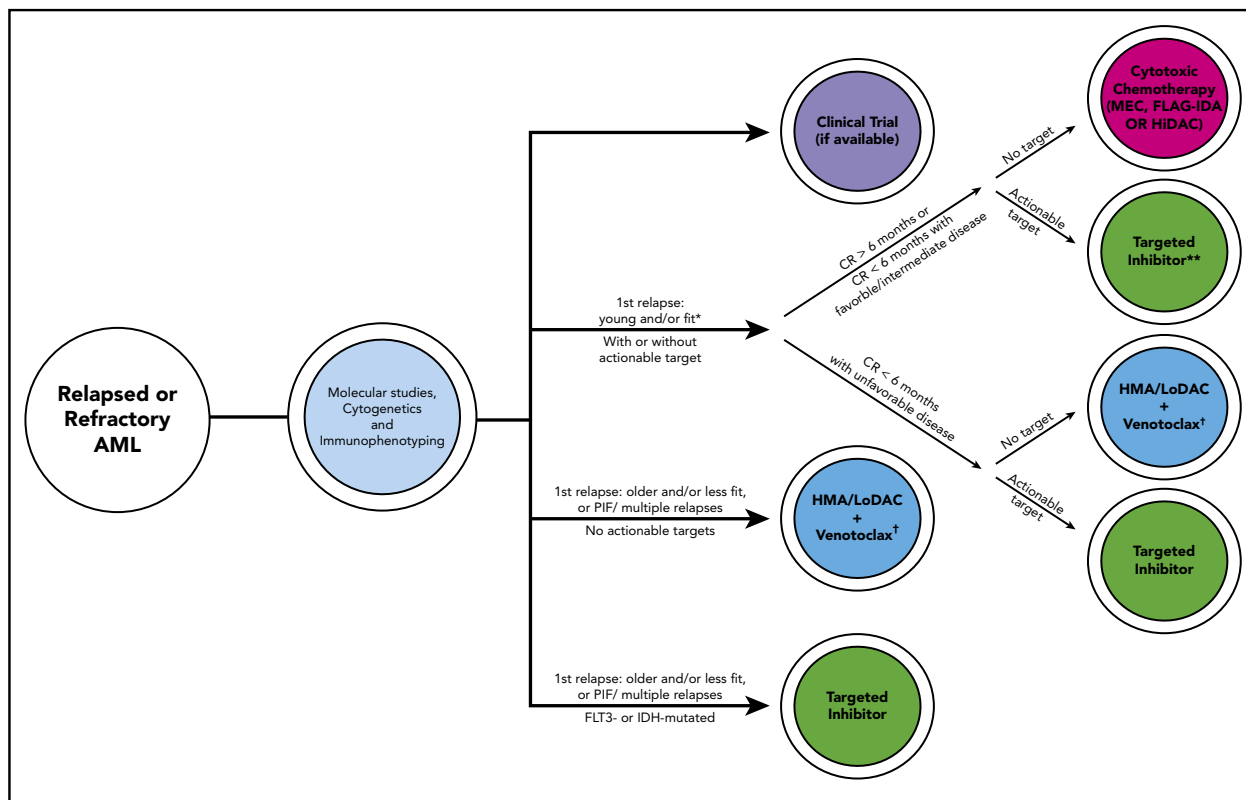 Relapsed or
Refractory
AML
Molecular studies,
Cytogenetics
and
Immunophenotyping
Clinical Trial
(if available)
1st relapse:
young and/or fit*
With or without
actionable target
CR > 6 months or
CR < 6 months with
favorble/intermediate disease
No target
Cytotoxic
Chemotherapy
(MEC, FLAG-IDA
OR HiDAC)
Actionable
target
Targeted
Inhibitor**
CR < 6 months
with unfavorable disease
No target
HMA/LoDAC
+
Venotoclax†
Actionable
target
Targeted
Inhibitor
1st relapse: older and/or less fit,
or PIF/ multiple relapses
No actionable targets
HMA/LoDAC
+
Venotoclax†
1st relapse: older and/or less fit,
or PIF/ multiple relapses
FLT3- or IDH-mutated
Targeted
Inhibitor